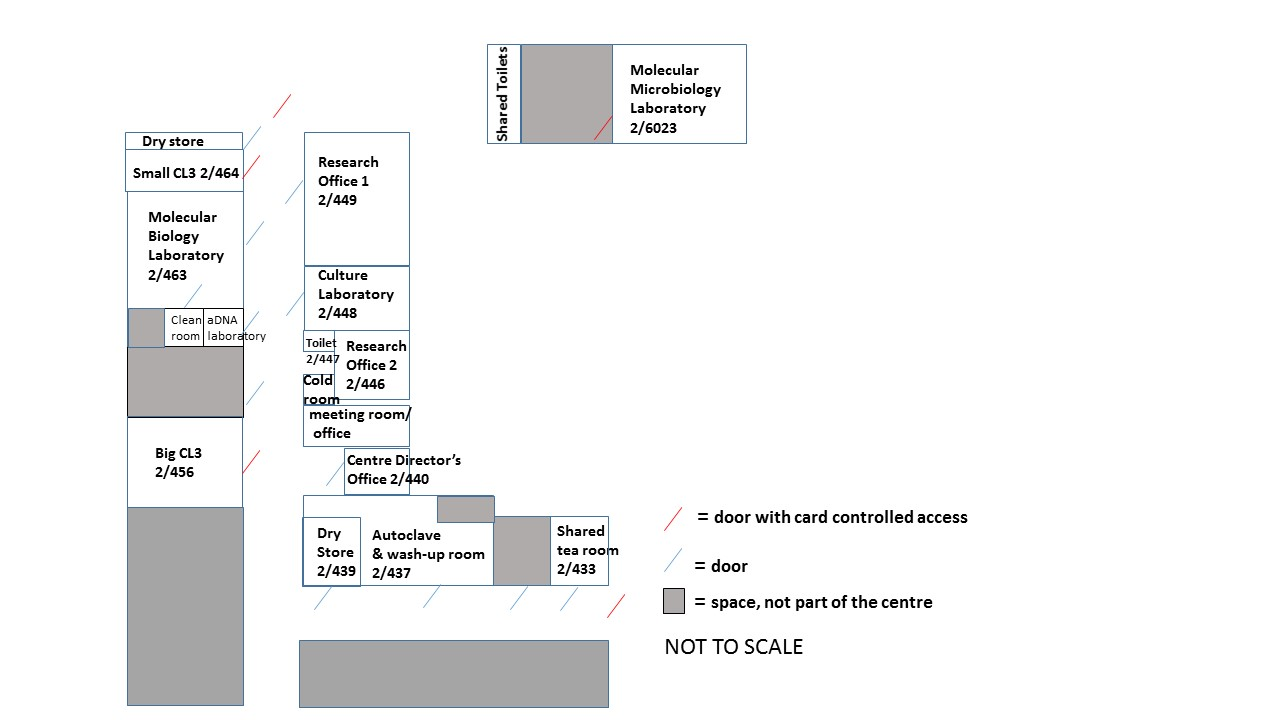 Shared Toilets
Molecular
Microbiology
Laboratory
2/6023
Dry store
Small CL3 2/464
Molecular
Biology
Laboratory
2/463
Clean
room
aDNA
laboratory
Big CL3
2/456
Research
Office 1
2/449
Culture
Laboratory
2/448
Toilet
2/447
Research
Office 2
2/446
Cold
room
meeting room/
office
Centre Director’s
Office 2/440
Dry
Store
2/439
Autoclave
& wash-up room
2/437
Shared
tea room
2/433
= door with card controlled access
= door
= space, not part of the centre
NOT TO SCALE